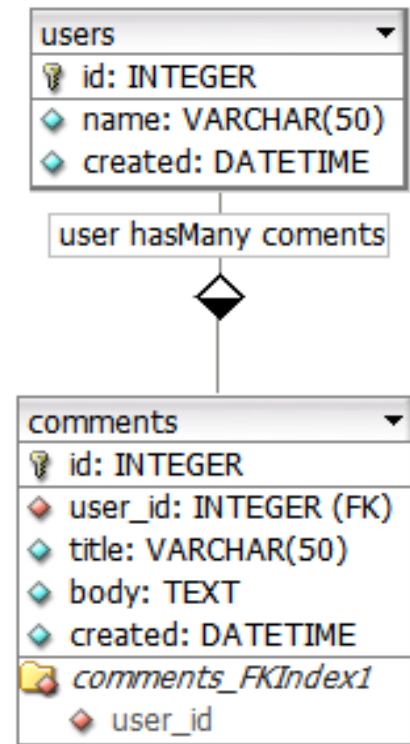 users
id: INTEGER
name: VARCHAR(50)
created: DATETIME
user hasMany coments
comments
id: INTEGER
user_id: INTEGER (FK)
title: VARCHAR(50)
body: TEXT
created: DATETIME
comments_FKIndex1
user_id